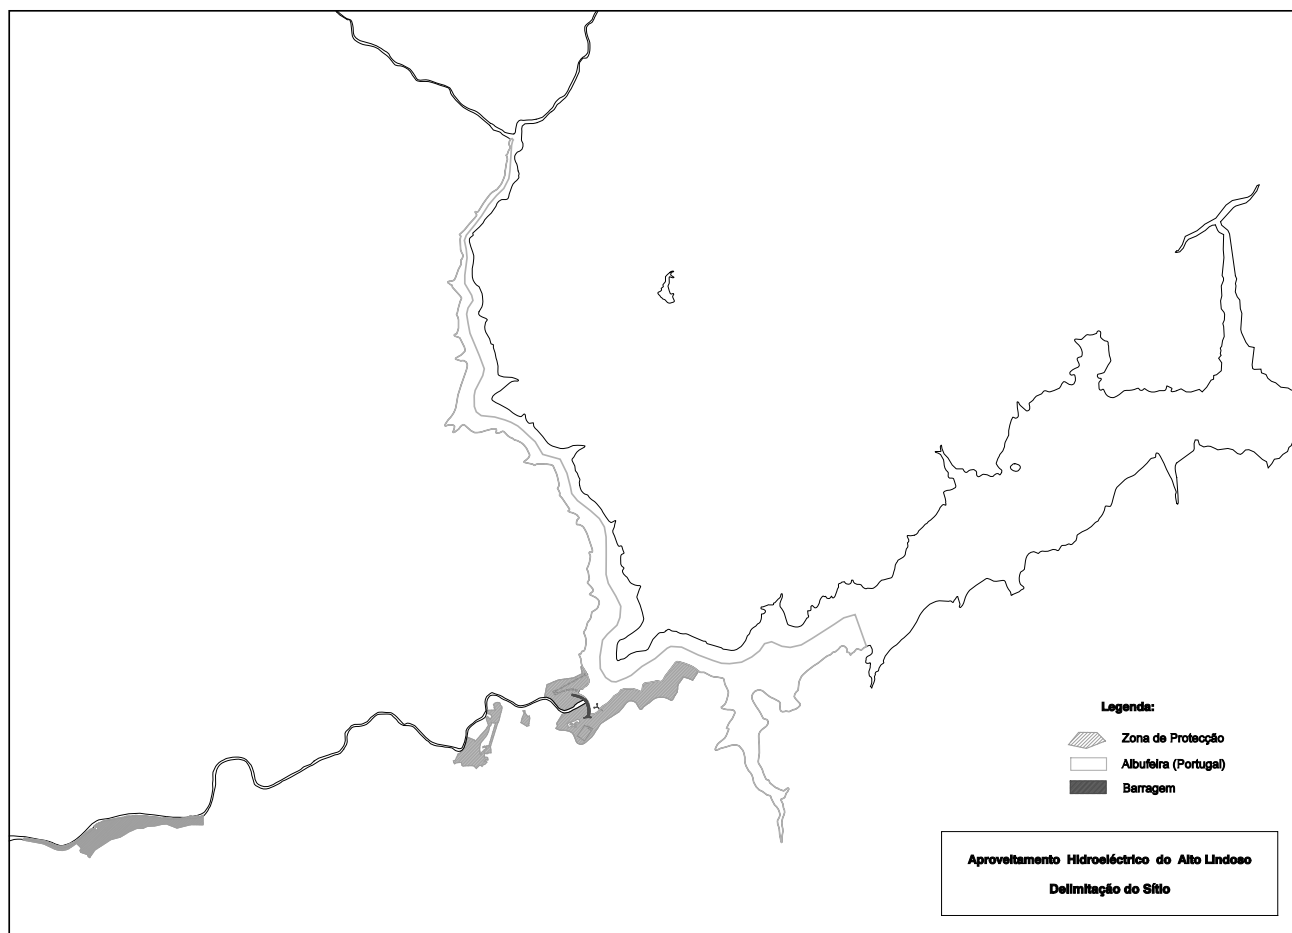 Legenda:
Zona de Protecção
Albufeira (Portugal)
Barragem
Aproveitamento Hidroeléctrico do Alto Lindoso
Delimitação do Sítio